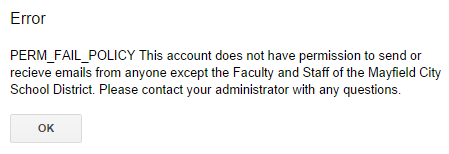 Error
PERM_FAIL_POLICY This account does not have permission to send or
recieve emails from anyone except the Faculty and Staff of the Mayfield City
School District. Please contact your administrator with any questions.
OK